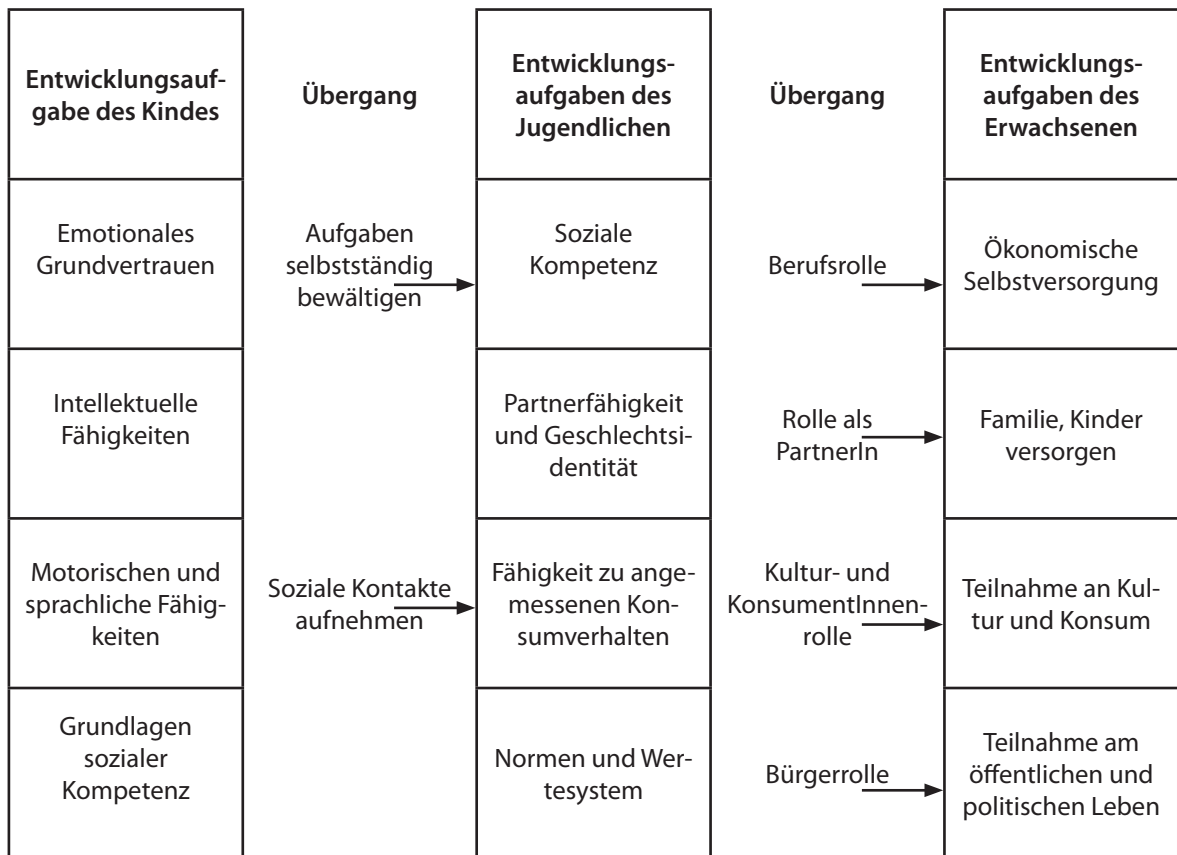 Entwicklungsauf-
gabe des Kindes
Übergang
Entwicklungs-
aufgaben des
Jugendlichen
Übergang
Entwicklungs-
aufgaben des
Erwachsenen
Emotionales
Grundvertrauen
Aufgaben
selbstständig
bewältigen
Soziale
Kompetenz
Berufsrolle
Ökonomische
Selbstversorgung
Intellektuelle
Fähigkeiten
Partnerfähigkeit
und Geschlechtsi-
dentität
Rolle als
PartnerIn
Familie, Kinder
versorgen
Motorischen und
sprachliche Fähig-
keiten
Soziale Kontakte
aufnehmen
Fähigkeit zu ange-
messenen Kon-
sumverhalten
Kultur- und
KonsumentInnen-
rolle
Teilnahme an Kul-
tur und Konsum
Grundlagen
sozialer
Kompetenz
Normen und Wer-
tesystem
Bürgerrolle
Teilnahme am
öffentlichen und
politischen Leben